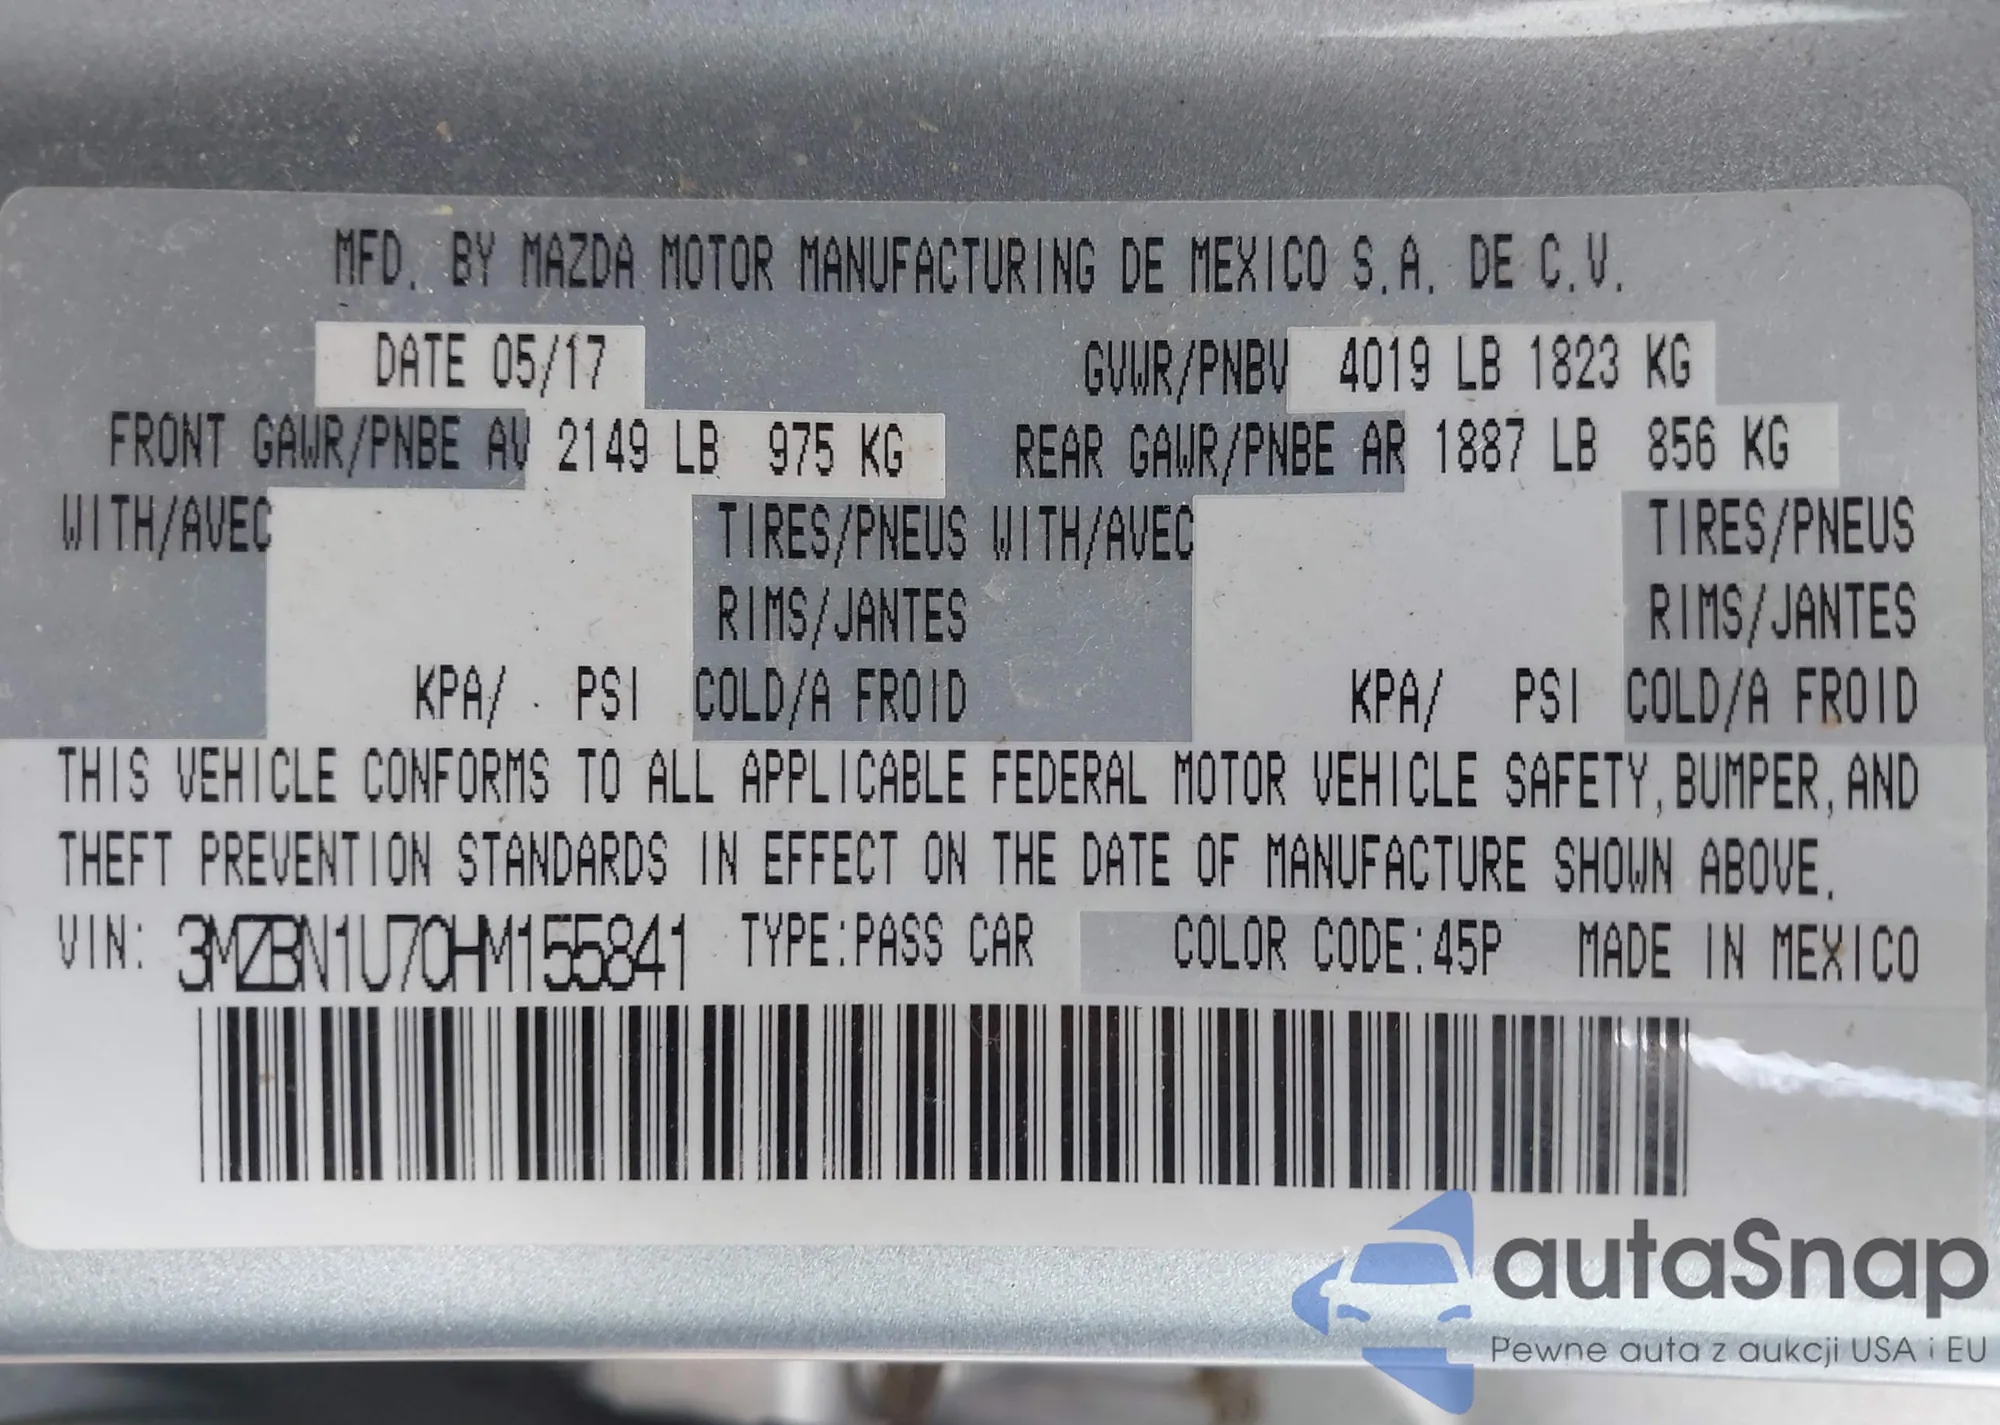 MFD. BY MAZDA MOTOR MANUFACTURING DE MEXICO S.A. DE C.V.
DATE 05/17 GVWR/PNBV 4019 LB 1823 KG
FRONT GAWR/PNBE AV 2149 LB 975 KG REAR GAWR/PNBE AR 1887 LB 856 KG
WITH/AVEC TIRES/PNEUS WITH/AVEC TIRES/PNEUS
RIMS/JANTES RIMS/JANTES
KPA/ PSI COLD/A FROID KPA/ PSI COLD/A FROID
THIS VEHICLE CONFORMS TO ALL APPLICABLE FEDERAL MOTOR VEHICLE SAFETY, BUMPER, AND
THEFT PREVENTION STANDARDS IN EFFECT ON THE DATE OF MANUFACTURE SHOWN ABOVE.
VIN: 3MZBN1U70HM155841 TYPE:PASS CAR COLOR CODE:45P MADE IN MEXICO
autaSnap
Pewne auta z aukcji USA i EU